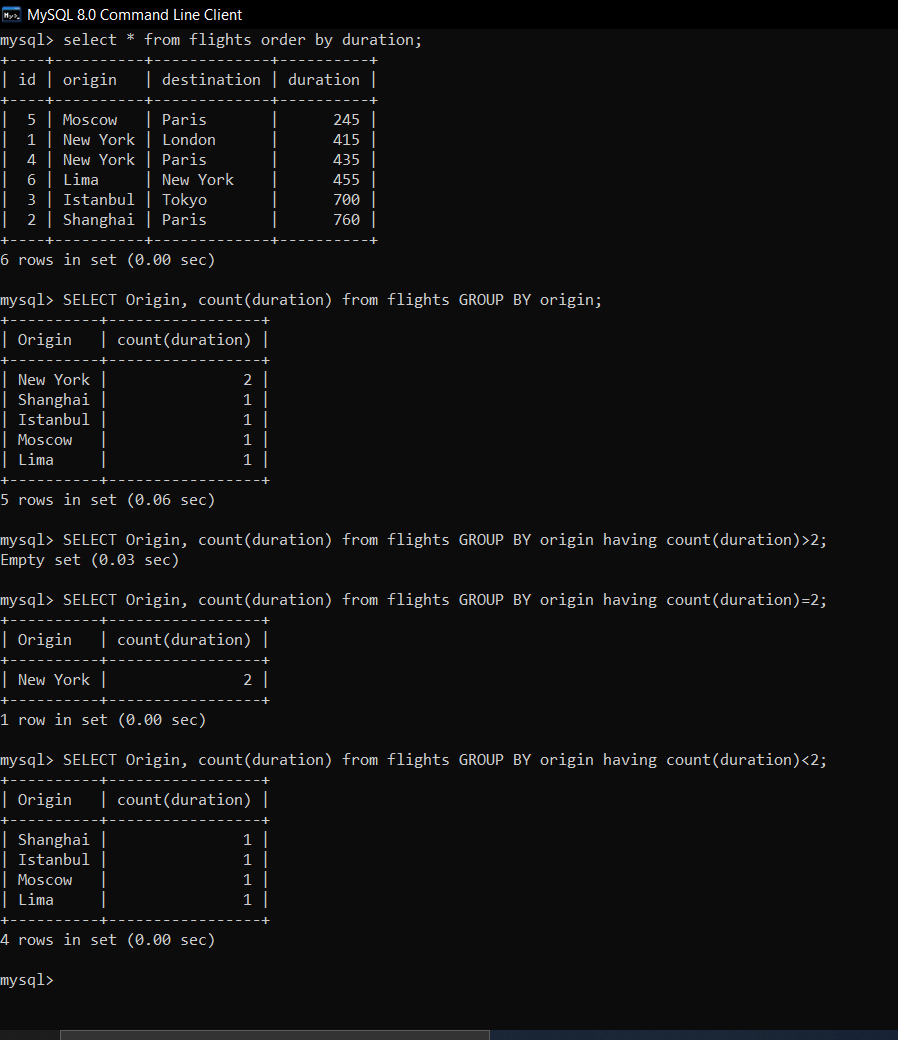 MySQL 8.0 Command Line Client
mysql> select * from flights order by duration;
+----+-----------+-------------+----------+
| id | origin   | destination | duration |
+----+----------+-------------+----------+
|  5 | Moscow   | Paris       |      245 |
|  1 | New York | London      |      415 |
|  4 | New York | Paris       |      435 |
|  6 | Lima     | New York    |      455 |
|  3 | Istanbul | Tokyo       |      700 |
|  2 | Shanghai | Paris       |      760 |
+----+----------+-------------+----------+
6 rows in set (0.00 sec)
mysql> SELECT Origin, count(duration) from flights GROUP BY origin;
+----------+-----------------+
| Origin   | count(duration) |
+----------+-----------------+
| New York |               2 |
| Shanghai |               1 |
| Istanbul |               1 |
| Moscow   |               1 |
| Lima     |               1 |
+----------+-----------------+
5 rows in set (0.06 sec)
mysql> SELECT Origin, count(duration) from flights GROUP BY origin having count(duration)>2;
Empty set (0.03 sec)
mysql> SELECT Origin, count(duration) from flights GROUP BY origin having count(duration)=2;
+----------+-----------------+
| Origin   | count(duration) |
+----------+-----------------+
| New York |               2 |
+----------+-----------------+
1 row in set (0.00 sec)
mysql> SELECT Origin, count(duration) from flights GROUP BY origin having count(duration)<2;
+----------+-----------------+
| Origin   | count(duration) |
+----------+-----------------+
| Shanghai |               1 |
| Istanbul |               1 |
| Moscow   |               1 |
| Lima     |               1 |
+----------+-----------------+
4 rows in set (0.00 sec)
mysql>